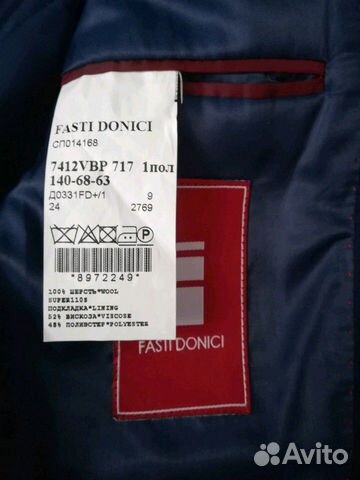 FASTI DONICI
СП014168
7412VBP 717 1пол
140-68-63
Д0331FD+/1 9
24 2769
*8972249*
100% ШЕРСТЬ*WOOL
SUPER110S
ПОДКЛАДКА*LINING
52% ВИСКОЗА*VISCOSE
48% ПОЛИЭСТЕР*POLYESTER
FASTI DONICI
Avito